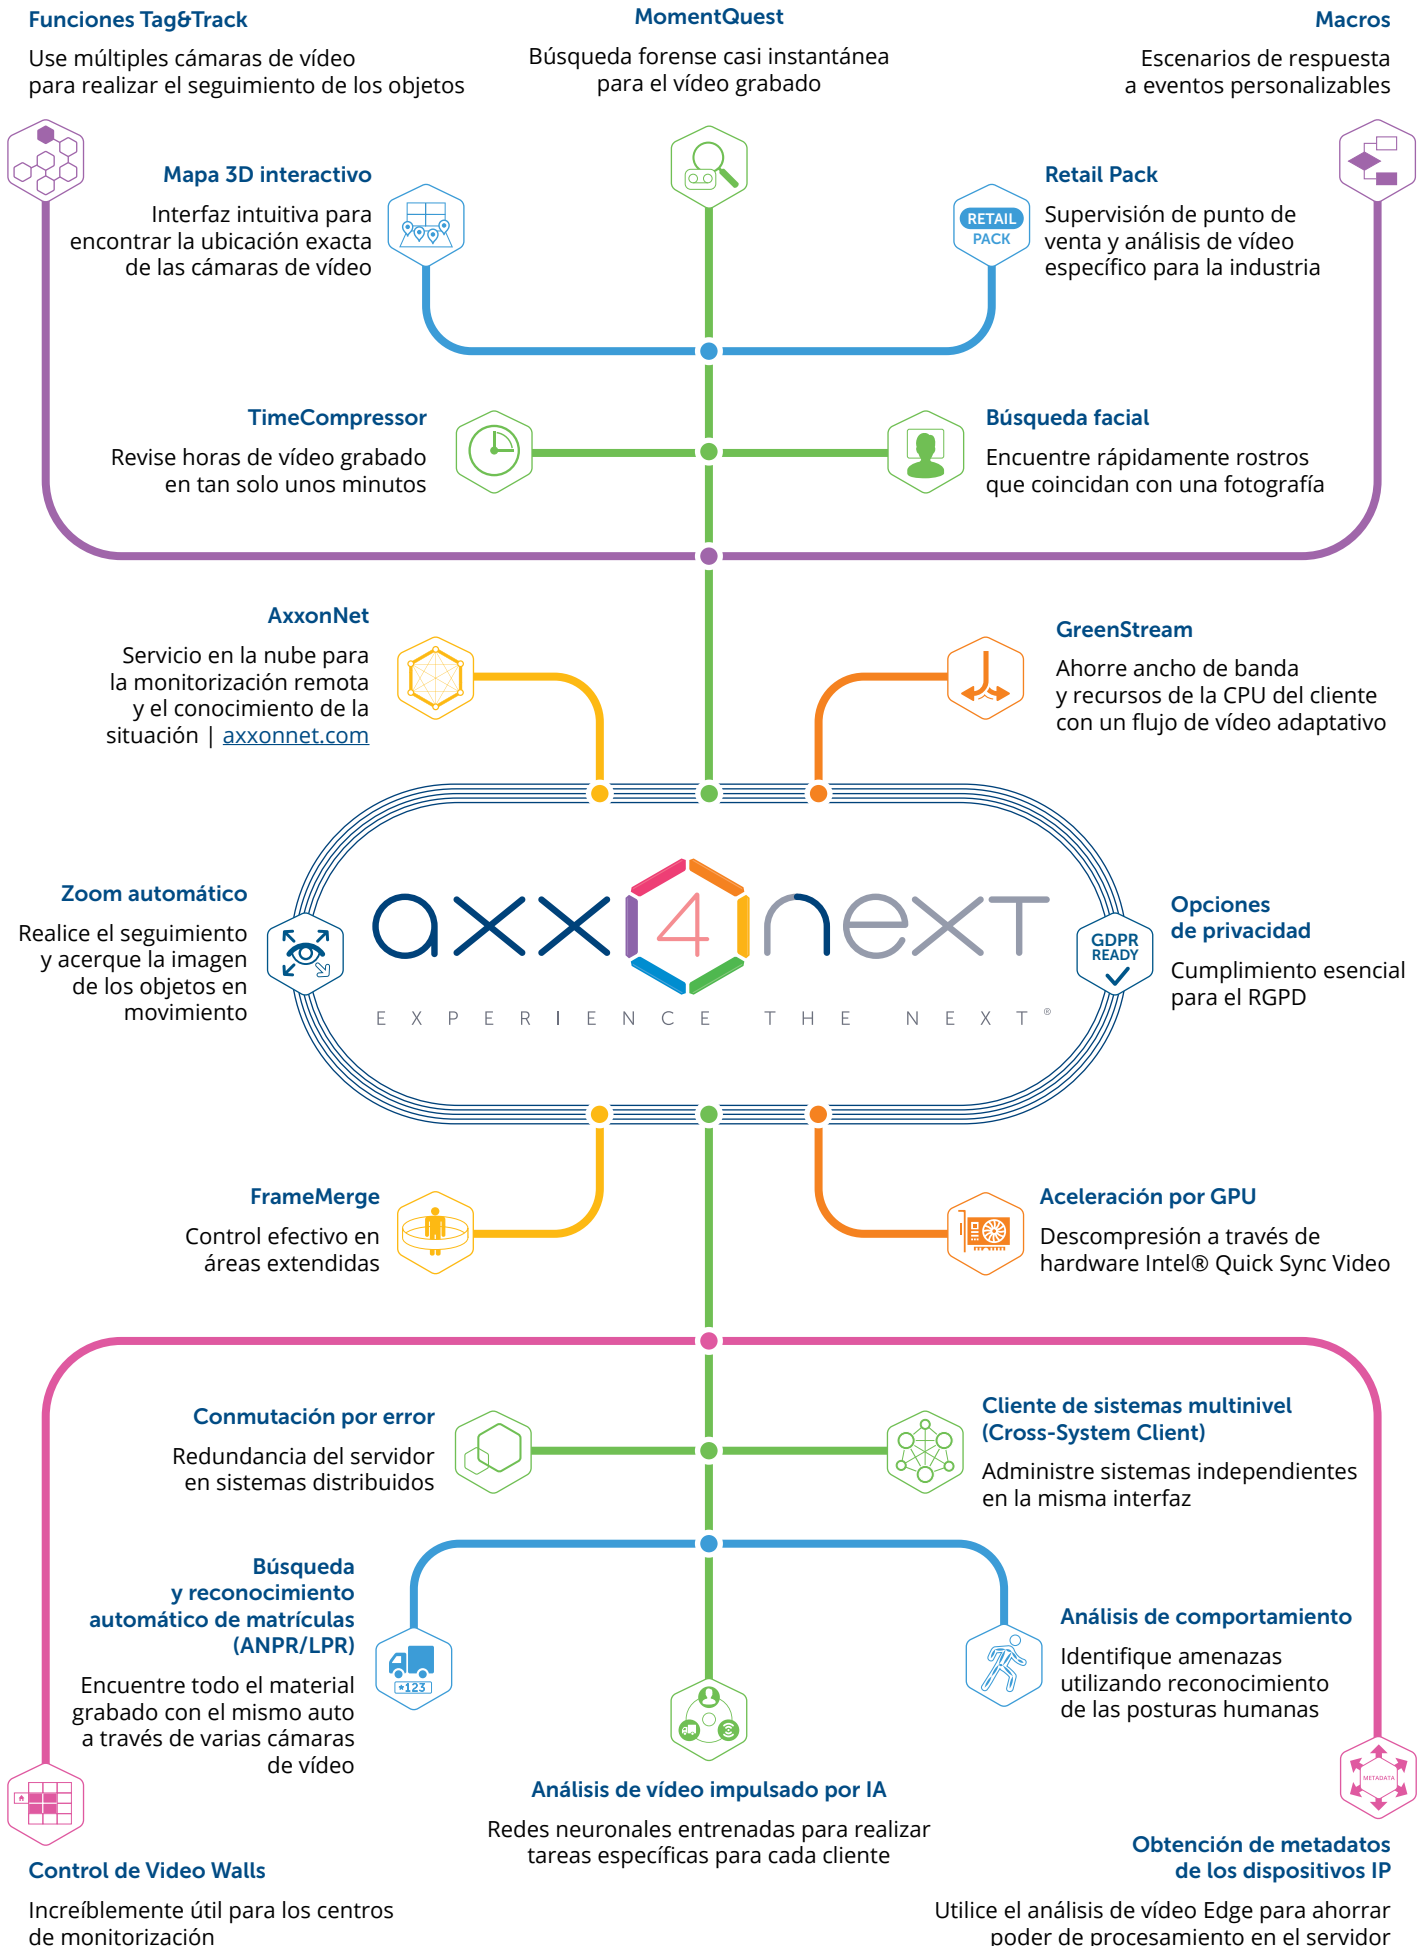 Funciones Tag&Track
Use múltiples cámaras de vídeo
para realizar el seguimiento de los objetos
MomentQuest
Búsqueda forense casi instantánea
para el vídeo grabado
Macros
Escenarios de respuesta
a eventos personalizables
Mapa 3D interactivo
Interfaz intuitiva para
encontrar la ubicación exacta
de las cámaras de vídeo
RETAIL
PACK
Retail Pack
Supervisión de punto de
venta y análisis de vídeo
específico para la industria
TimeCompressor
Revise horas de vídeo grabado
en tan solo unos minutos
Búsqueda facial
Encuentre rápidamente rostros
que coincidan con una fotografía
AxxonNet
Servicio en la nube para
la monitorización remota
y el conocimiento de la
situación | axxonnet.com
GreenStream
Ahorre ancho de banda
y recursos de la CPU del cliente
con un flujo de vídeo adaptativo
Zoom automático
Realice el seguimiento
y acerque la imagen
de los objetos en
movimiento
axx4next
EXPERIENCE THE NEXT®
GDPR
READY
Opciones
de privacidad
Cumplimiento esencial
para el RGPD
FrameMerge
Control efectivo en
áreas extendidas
Aceleración por GPU
Descompresión a través de
hardware Intel® Quick Sync Video
Conmutación por error
Redundancia del servidor
en sistemas distribuidos
Cliente de sistemas multinivel
(Cross-System Client)
Administre sistemas independientes
en la misma interfaz
Búsqueda
y reconocimiento
automático de matrículas
(ANPR/LPR)
Encuentre todo el material
grabado con el mismo auto
a través de varias cámaras
de vídeo
*123
Análisis de comportamiento
Identifique amenazas
utilizando reconocimiento
de las posturas humanas
Análisis de vídeo impulsado por IA
Redes neuronales entrenadas para realizar
tareas específicas para cada cliente
Control de Video Walls
Increíblemente útil para los centros
de monitorización
METADATA
Obtención de metadatos
de los dispositivos IP
Utilice el análisis de vídeo Edge para ahorrar
poder de procesamiento en el servidor